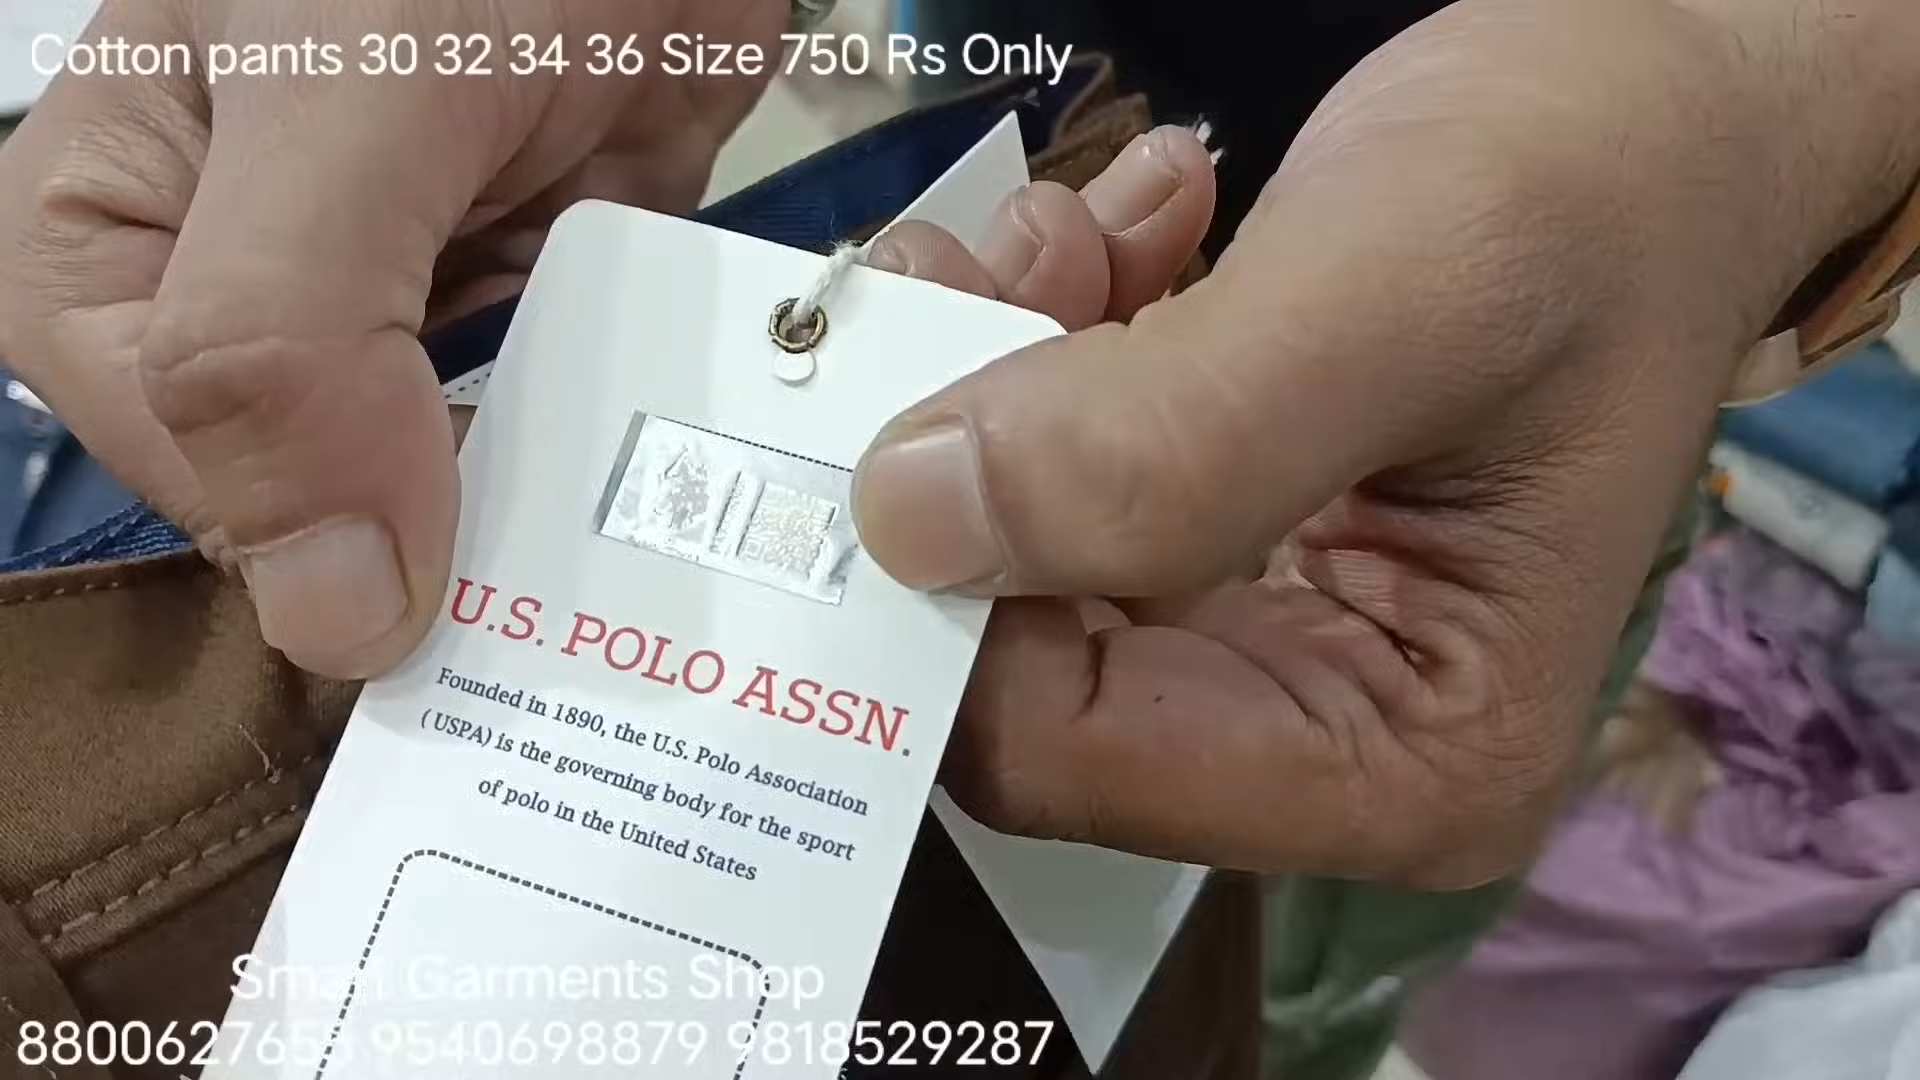 Cotton pants 30 32 34 36 Size 750 Rs Only
U.S. POLO ASSN.
Founded in 1890, the U.S. Polo Association
( USPA) is the governing body for the sport
of polo in the United States
Garments Shop
9540698879 9818529287